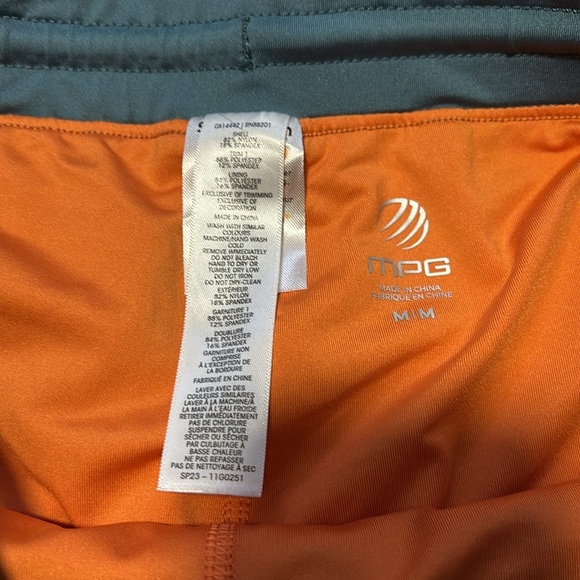 CA14442 | RN88201
SHELL
82% NYLON
18% SPANDEX
TRIM 1
88% POLYESTER
12% SPANDEX
LINING
84% POLYESTER
16% SPANDEX
EXCLUSIVE OF TRIMMING
EXCLUSIVE OF
DECORATION
MADE IN CHINA
WASH WITH SIMILAR
COLOURS
MACHINE/HAND WASH
COLD
REMOVE IMMEDIATELY
DO NOT BLEACH
HANG TO DRY OR
TUMBLE DRY LOW
DO NOT IRON
DO NOT DRY-CLEAN
EXTÉRIEUR
82% NYLON
18% SPANDEX
GARNITURE 1
88% POLYESTER
12% SPANDEX
DOUBLURE
84% POLYESTER
16% SPANDEX
GARNITURE NON
COMPRISE
À L'EXCEPTION DE
LA BORDURE
FABRIQUÉ EN CHINE
LAVER AVEC DES
COULEURS SIMILAIRES
LAVER À LA MACHINE/À
LA MAIN À L'EAU FROIDE
RETIRER IMMÉDIATEMENT
PAS DE CHLORURE
SUSPENDRE POUR
SÉCHER OU SÉCHER
PAR CULBUTAGE À
BASSE CHALEUR
NE PAS REPASSER
PAS DE NETTOYAGE À SEC
SP23 – 11G0251
MPG
MADE IN CHINA
FABRIQUÉ EN CHINE
M | M